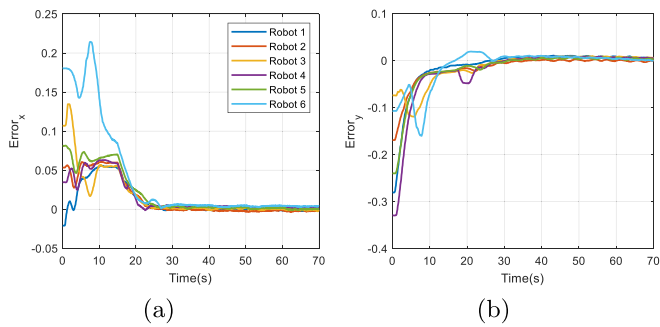 0.25
0.2
0.15
0.1
0.05
0
-0.05
Error_x
0 10 20 30 40 50 60 70
Time(s)
Robot 1
Robot 2
Robot 3
Robot 4
Robot 5
Robot 6
(a)
0.1
0
-0.1
-0.2
-0.3
-0.4
Error_y
0 10 20 30 40 50 60 70
Time(s)
(b)